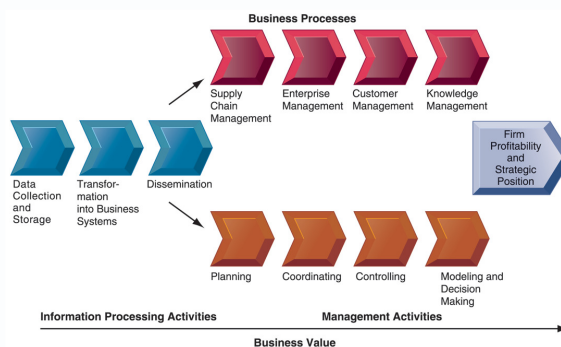 Business Processes
Supply
Chain
Management
Enterprise
Management
Customer
Management
Knowledge
Management
Data
Collection
and
Storage
Transfor-
mation
into Business
Systems
Dissemination
Firm
Profitability
and
Strategic
Position
Planning
Coordinating
Controlling
Modeling and
Decision
Making
Information Processing Activities
Management Activities
Business Value